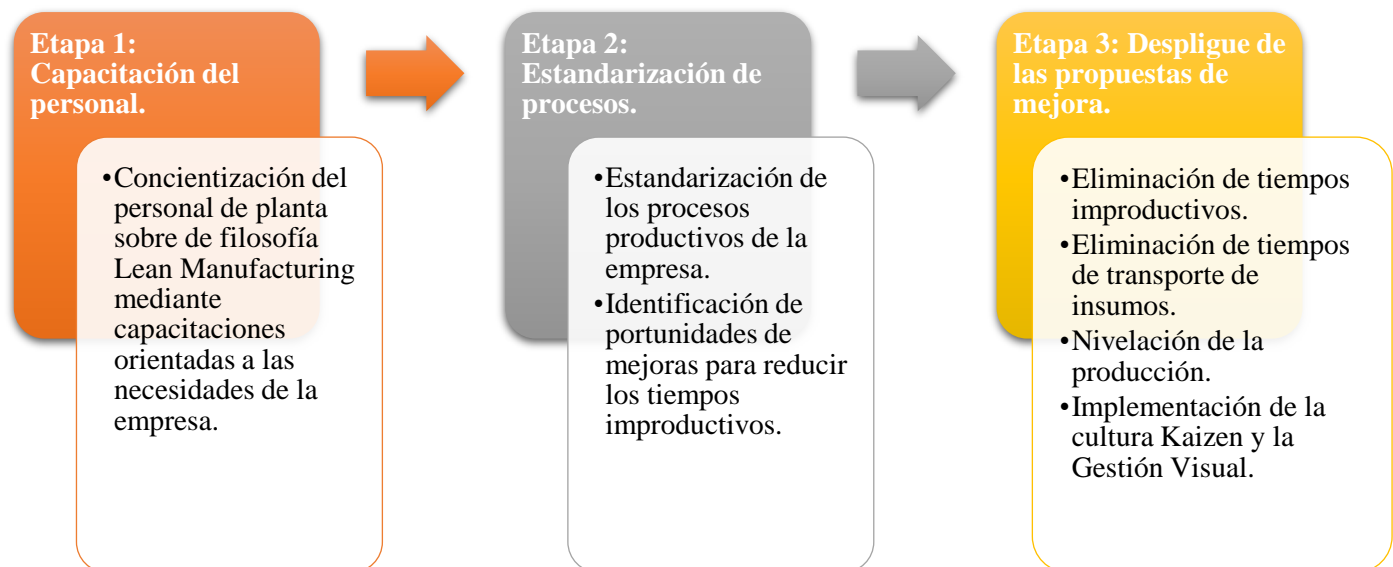 Etapa 1:
Capacitación del
personal.
•Concientización del
personal de planta
sobre de filosofía
Lean Manufacturing
mediante
capacitaciones
orientadas a las
necesidades de la
empresa.
Etapa 2:
Estandarización de
procesos.
•Estandarización de
los procesos
productivos de la
empresa.
•Identificación de
portunidades de
mejoras para reducir
los tiempos
improductivos.
Etapa 3: Despligue de
las propuestas de
mejora.
•Eliminación de tiempos
improductivos.
•Eliminación de tiempos
de transporte de
insumos.
•Nivelación de la
producción.
•Implementación de la
cultura Kaizen y la
Gestión Visual.